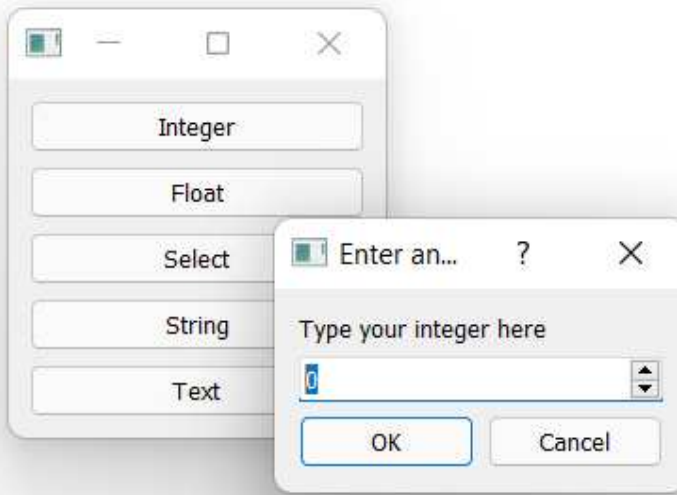 Integer
Float
Select
String
Text
Enter an... ?
Type your integer here
0
OK Cancel